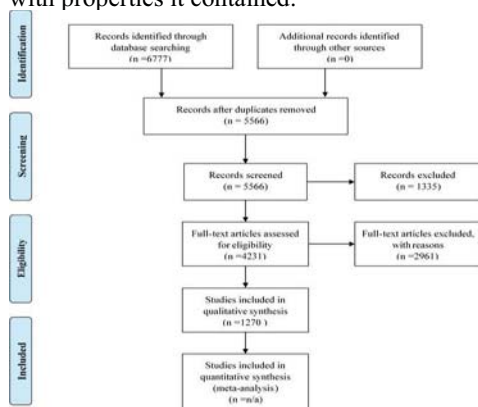 with properties it contained.
Identification
Records identified through
database searching
(n =6777)
Additional records identified
through other sources
(n =0)
Records after duplicates removed
(n = 5566)
Screening
Records screened
(n = 5566)
Records excluded
(n = 1335)
Eligibility
Full-text articles assessed
for eligibility
(n =4231)
Full-text articles excluded,
with reasons
(n =2961)
Studies included in
qualitative synthesis
(n =1270 )
Included
Studies included in
quantitative synthesis
(meta-analysis)
(n =n/a)